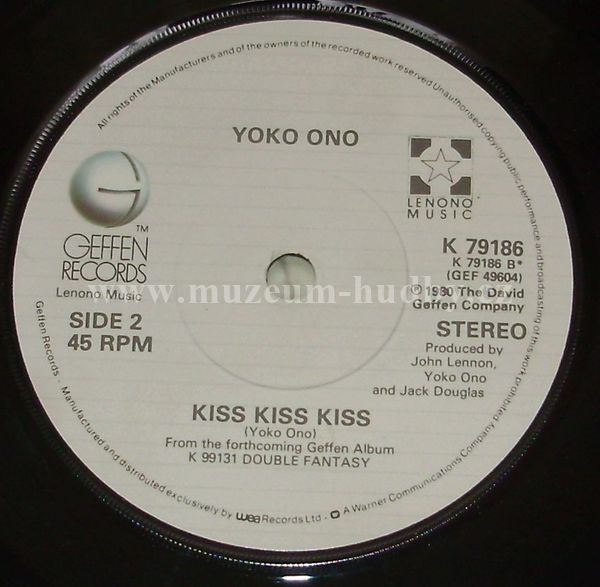 All rights of the Manufacturers and of the owners of the recorded work reserved Unauthorised copying public performance and broadcasting of this work prohibited
YOKO ONO
LENONO
MUSIC
G
TM
GEFFEN
RECORDS
Lenono Music
SIDE 2
45 RPM
K 79186
K 79186 B*
(GEF 49604)
℗ 1980 The David
Geffen Company
STEREO
Produced by
John Lennon,
Yoko Ono
and Jack Douglas
www.muzeum-hudby.cz
KISS KISS KISS
(Yoko Ono)
From the forthcoming Geffen Album
K 99131 DOUBLE FANTASY
Geffen Records - Manufactured and distributed exclusively by wea Records Ltd. - A Warner Communications Company